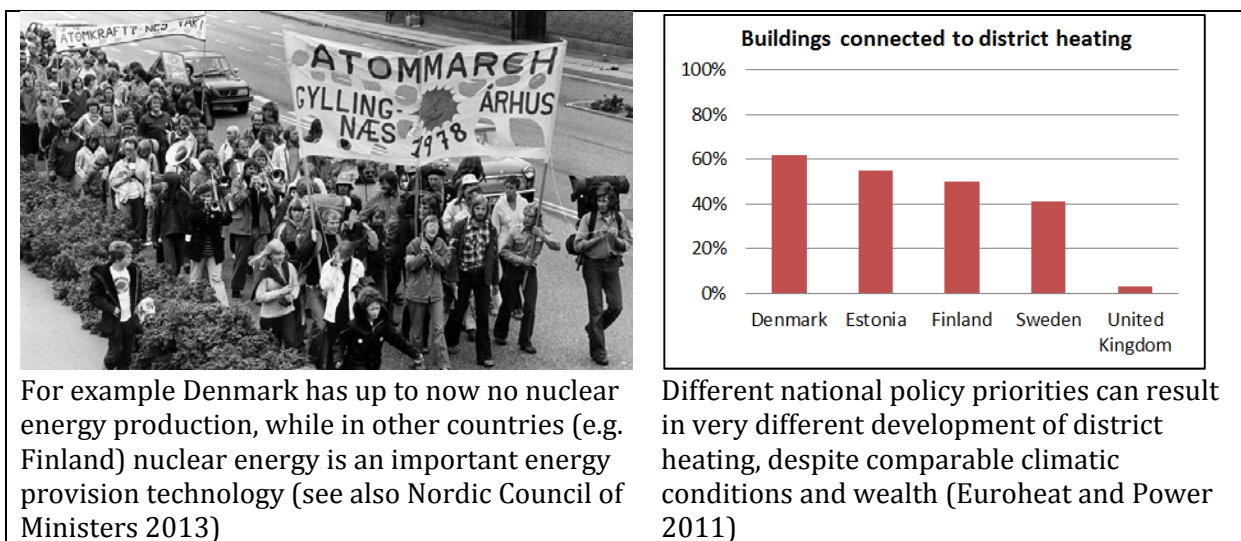 ATOMKRAFT? NEJ TAK!
ATOMMARCH
GYLLING-
NÆS
ÅRHUS
1978
For example Denmark has up to now no nuclear
energy production, while in other countries (e.g.
Finland) nuclear energy is an important energy
provision technology (see also Nordic Council of
Ministers 2013)
Buildings connected to district heating
100%
80%
60%
40%
20%
0%
Denmark
Estonia
Finland
Sweden
United
Kingdom
Different national policy priorities can result
in very different development of district
heating, despite comparable climatic
conditions and wealth (Euroheat and Power
2011)